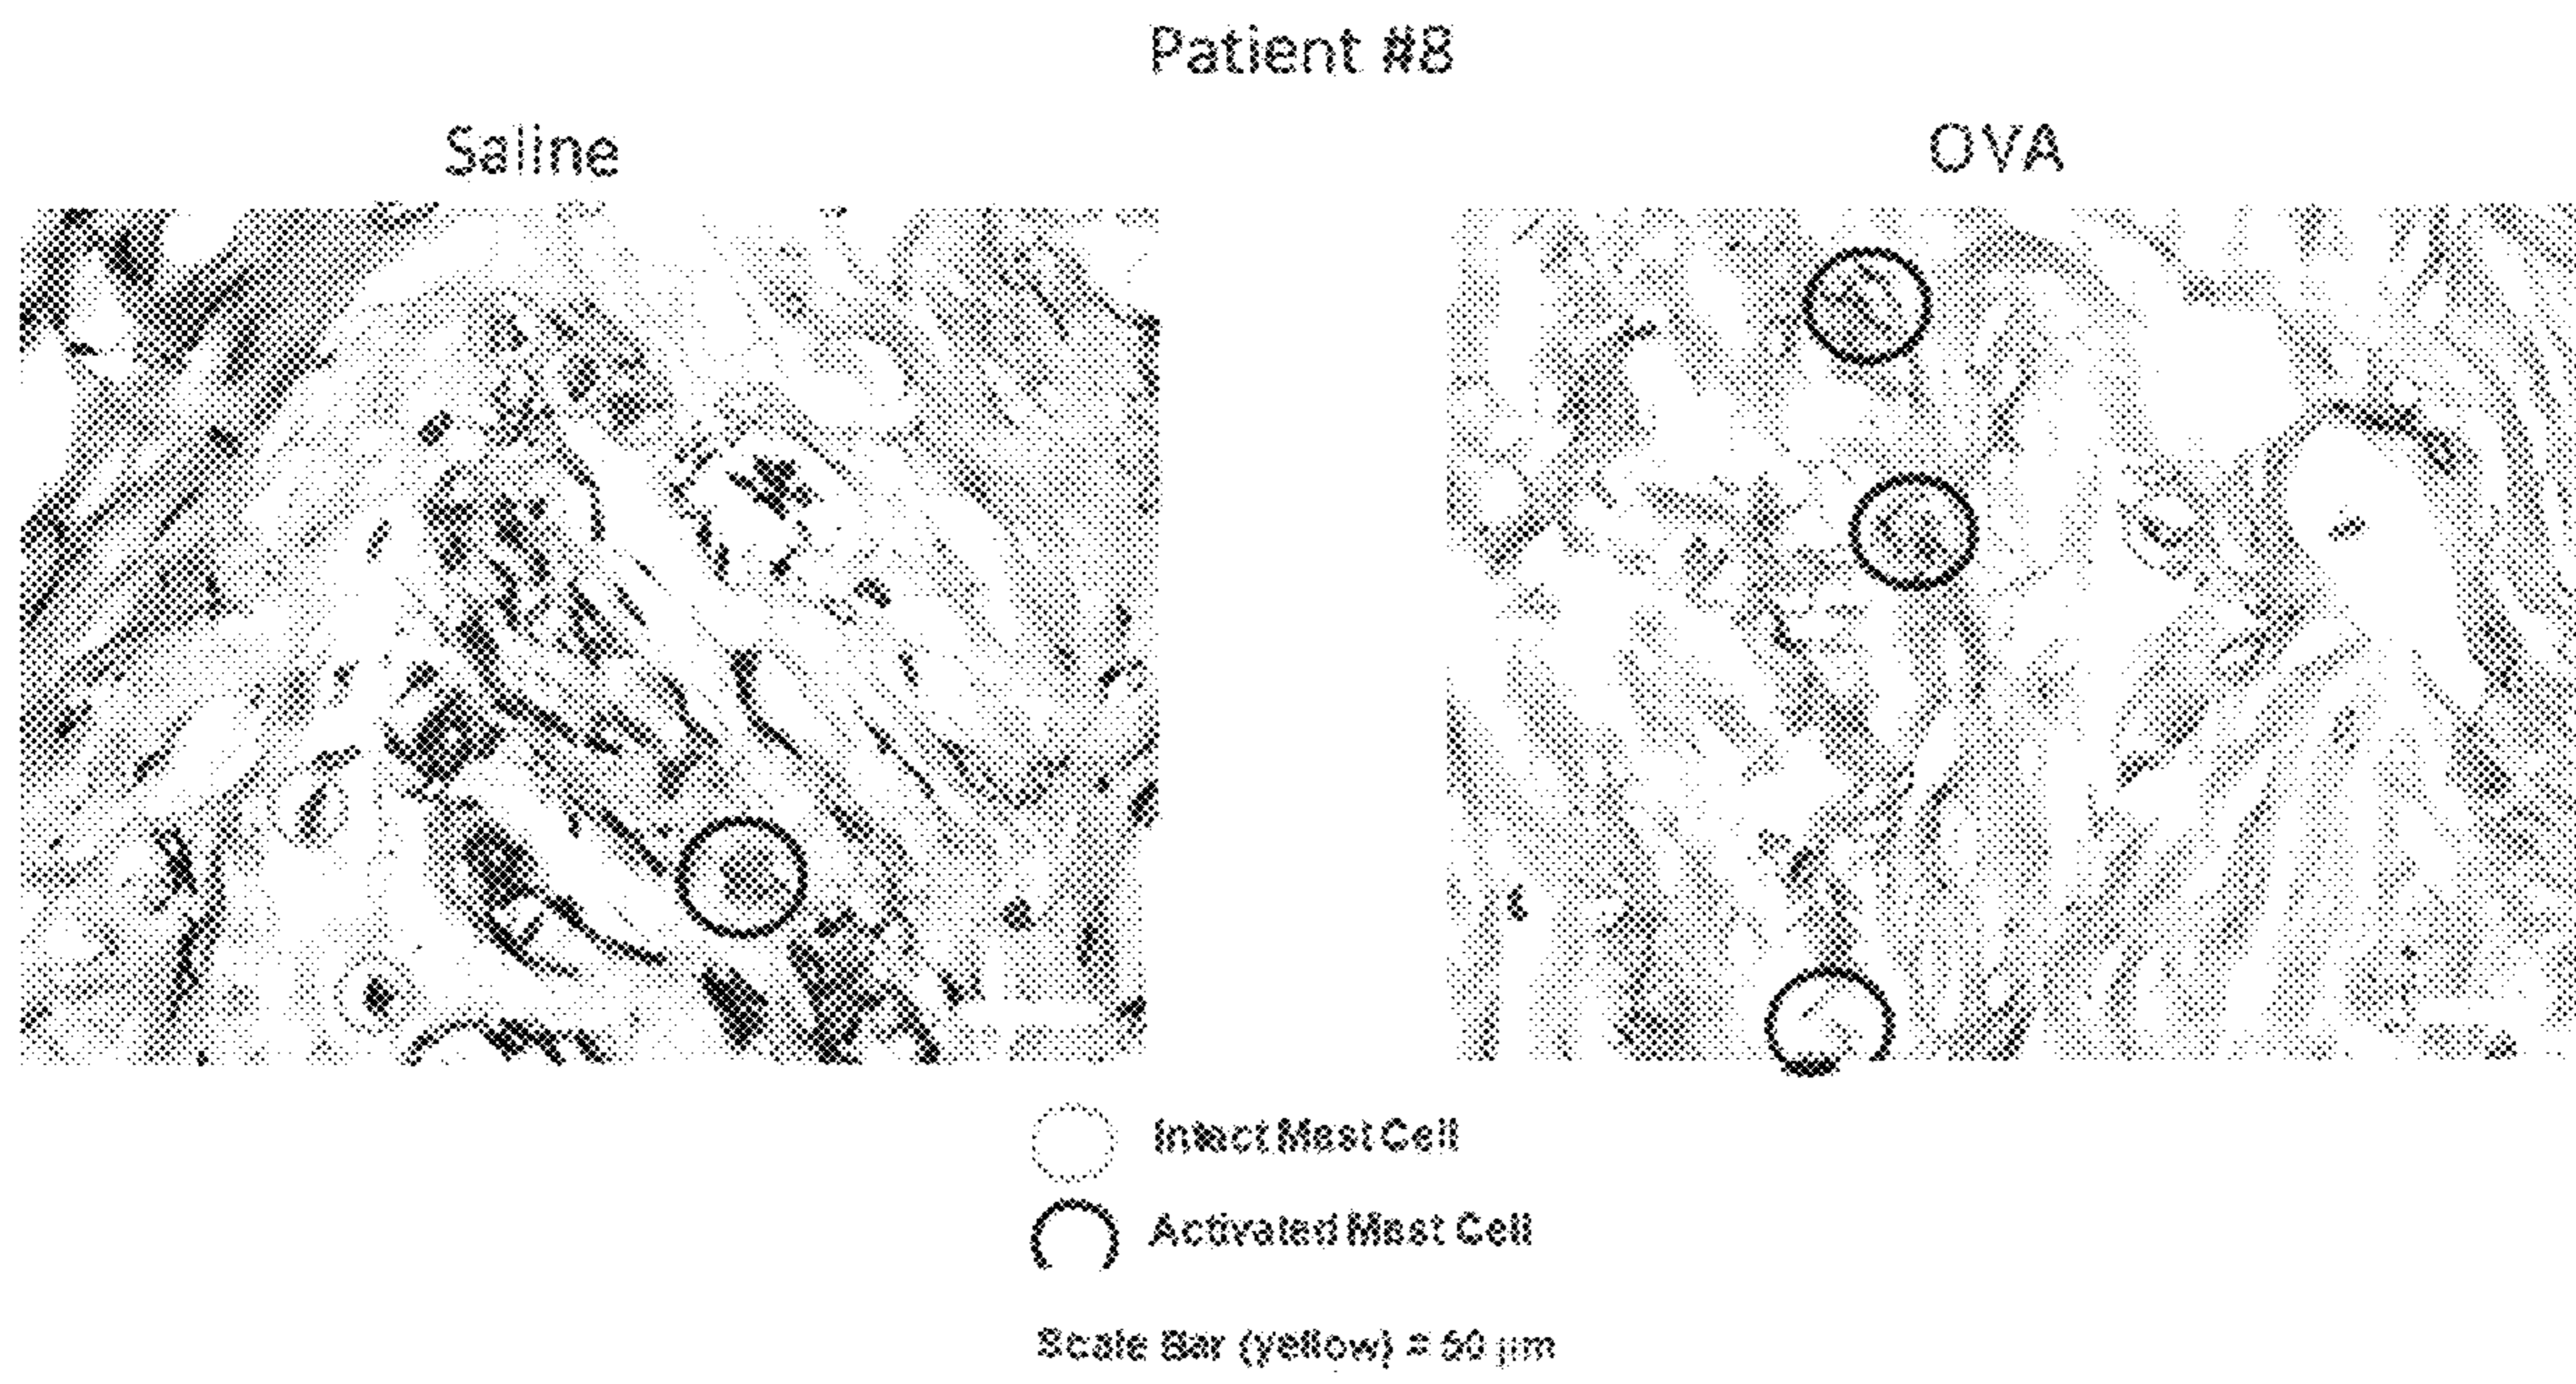 Patient #8
Saline
OVA
Intact Mast Cell
Activated Mast Cell
Scale Bar (yellow) = 50 µm